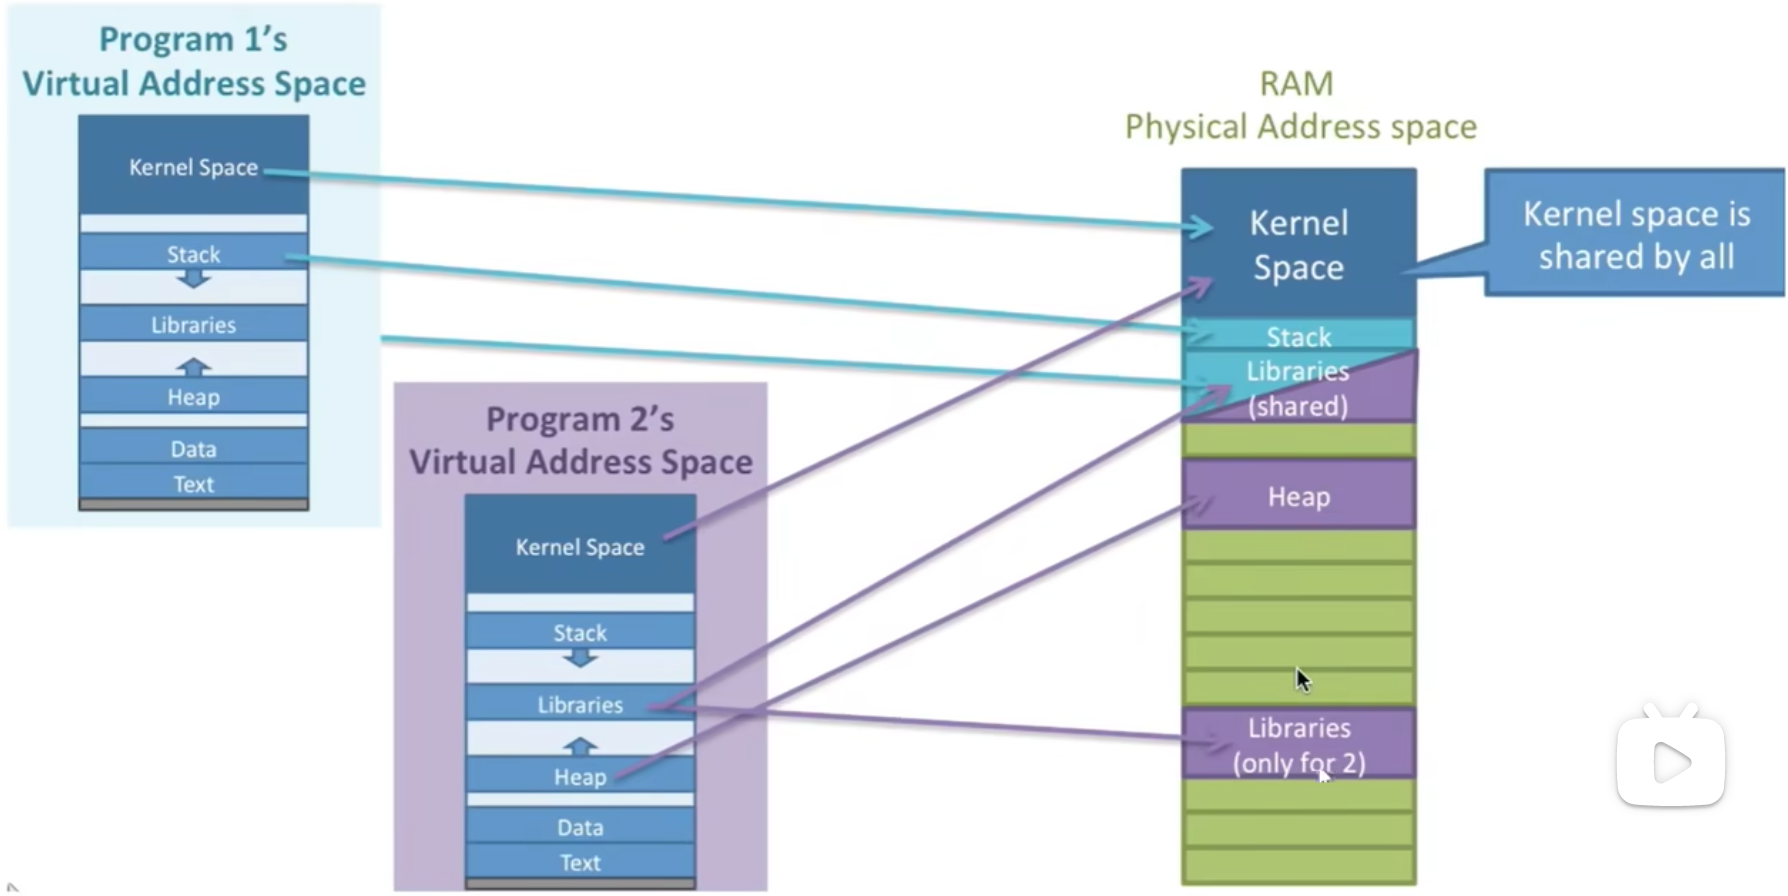 Program 1’s
Virtual Address Space
Kernel Space
Stack
Libraries
Heap
Data
Text
Program 2’s
Virtual Address Space
Kernel Space
Stack
Libraries
Heap
Data
Text
RAM
Physical Address space
Kernel
Space
Stack
Libraries
(shared)
Heap
Libraries
(only for 2)
Kernel space is
shared by all